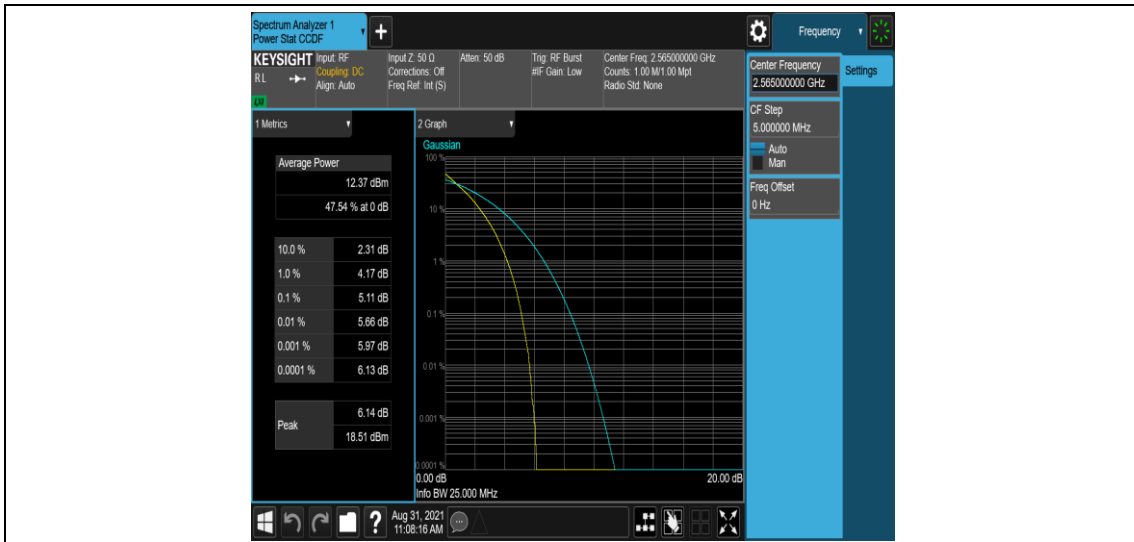 Spectrum Analyzer 1
Power Stat CCDF
+
Frequency
KEYSIGHT
RL
LXI
Input: RF
Coupling: DC
Align: Auto
Input Z: 50 Ω
Corrections: Off
Freq Ref: Int (S)
Atten: 50 dB
Trig: RF Burst
#IF Gain: Low
Center Freq: 2.565000000 GHz
Counts: 1.00 M/1.00 Mpt
Radio Std: None
Center Frequency
2.565000000 GHz
Settings
CF Step
5.000000 MHz
Auto
Man
Freq Offset
0 Hz
1 Metrics
Average Power
12.37 dBm
47.54 % at 0 dB
10.0 % 2.31 dB
1.0 % 4.17 dB
0.1 % 5.11 dB
0.01 % 5.66 dB
0.001 % 5.97 dB
0.0001 % 6.13 dB
Peak
6.14 dB
18.51 dBm
2 Graph
Gaussian
100 %
10 %
1 %
0.1 %
0.01 %
0.001 %
0.0001 %
0.00 dB 20.00 dB
Info BW 25.000 MHz
?
Aug 31, 2021
11:08:16 AM